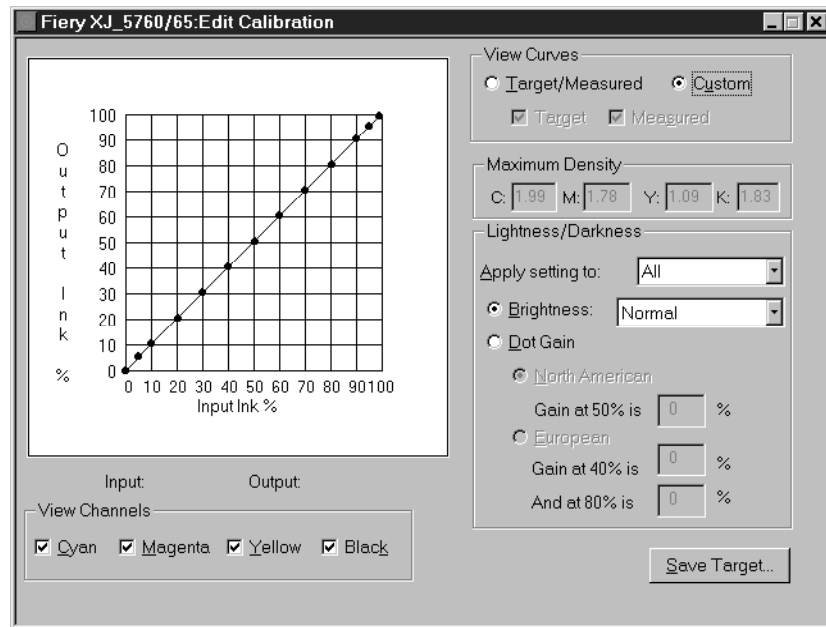 Fiery XJ_5760/65:Edit Calibration
Output Ink %
100
90
80
70
60
50
40
30
20
10
0
0 10 20 30 40 50 60 70 80 90 100
Input Ink %
Input: Output:
View Channels
Cyan Magenta Yellow Black
View Curves
Target/Measured Custom
Target Measured
Maximum Density
C: 1.99 M: 1.78 Y: 1.09 K: 1.83
Lightness/Darkness
Apply setting to: All
Brightness: Normal
Dot Gain
North American
Gain at 50% is 0 %
European
Gain at 40% is 0 %
And at 80% is 0 %
Save Target...